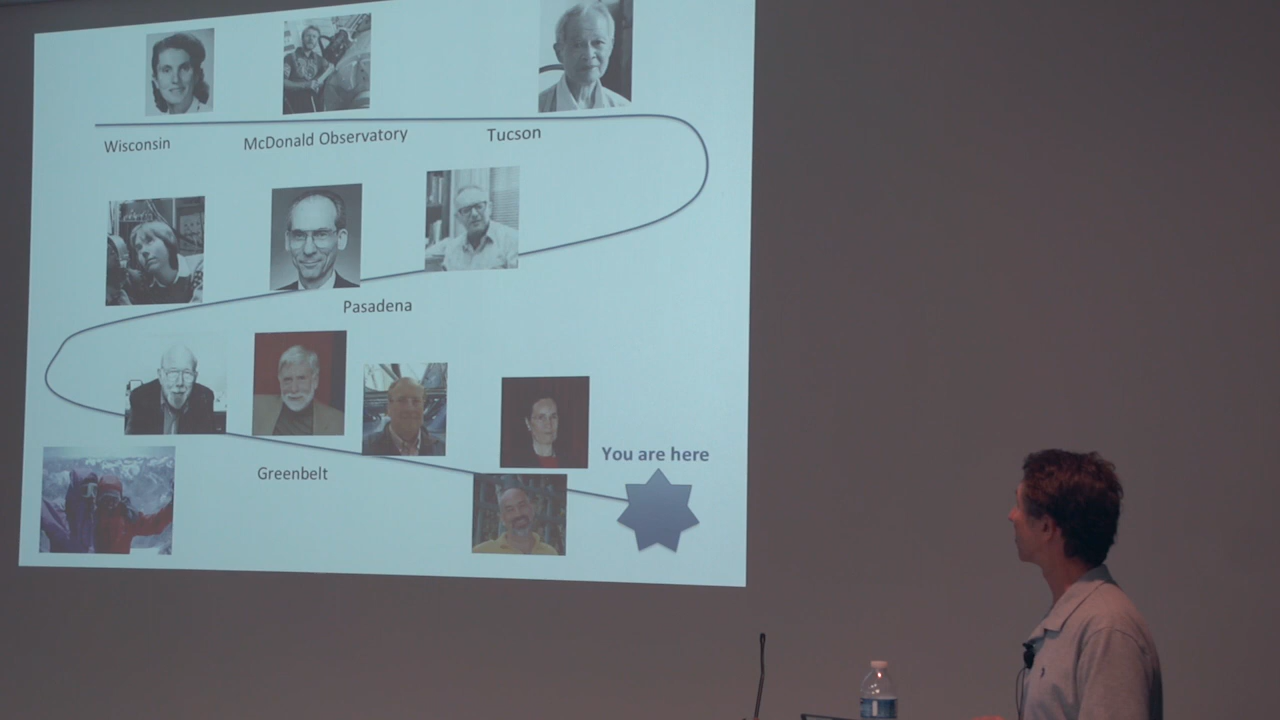 Wisconsin
McDonald Observatory
Tucson
Pasadena
You are here
Greenbelt